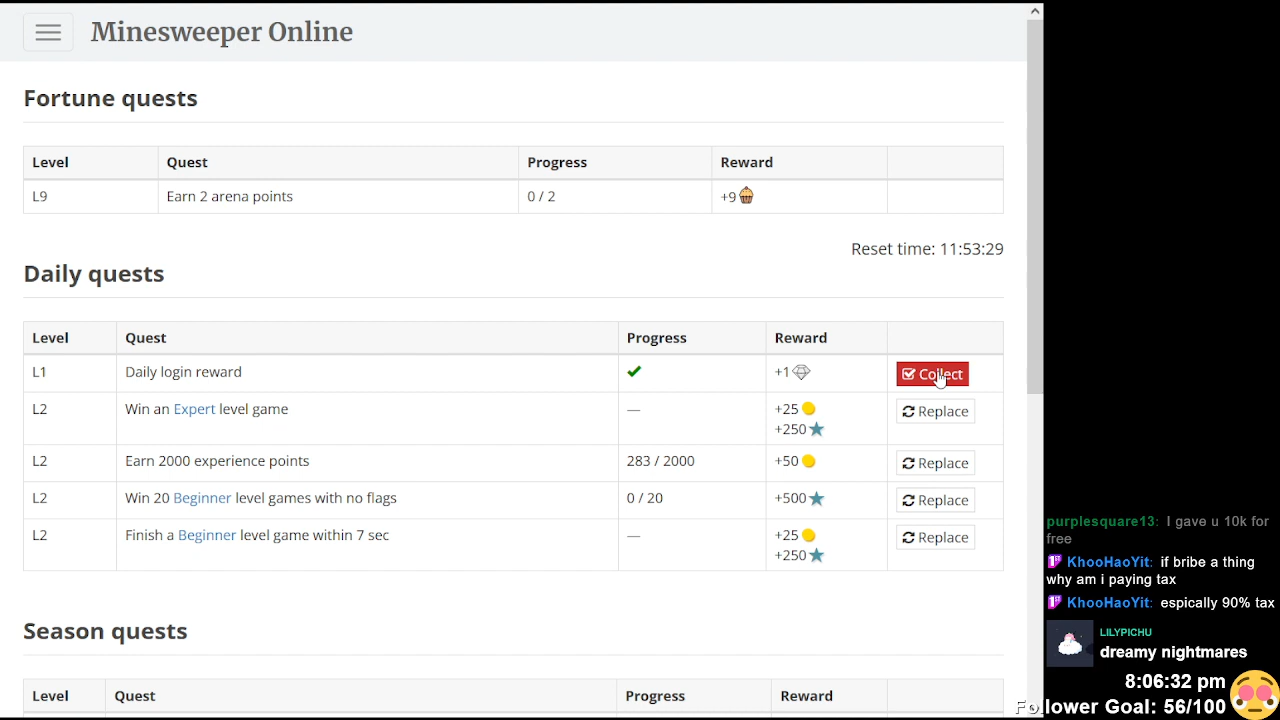 Minesweeper Online
Fortune quests
Level Quest Progress Reward
L9 Earn 2 arena points 0 / 2 +9
Reset time: 11:53:29
Daily quests
Level Quest Progress Reward
L1 Daily login reward +1 Collect
L2 Win an Expert level game — +25 Replace
+250
L2 Earn 2000 experience points 283 / 2000 +50 Replace
L2 Win 20 Beginner level games with no flags 0 / 20 +500 Replace
L2 Finish a Beginner level game within 7 sec — +25 Replace
+250
Season quests
Level Quest Progress Reward
purplesquare13: I gave u 10k for
free
KhooHaoYit: if bribe a thing
why am i paying tax
KhooHaoYit: espically 90% tax
LILYPICHU
dreamy nightmares
8:06:32 pm
Follower Goal: 56/100